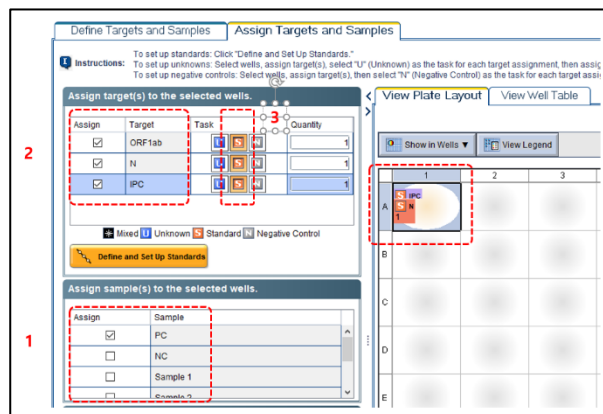 Define Targets and Samples
Assign Targets and Samples
Instructions:
To set up standards: Click "Define and Set Up Standards."
To set up unknowns: Select wells, assign target(s), select "U" (Unknown) as the task for each target assignment, then assign
To set up negative controls: Select wells, assign target(s), then select "N" (Negative Control) as the task for each target assig
Assign target(s) to the selected wells.
3
Assign Target Task Quantity
2
ORF1ab U S N 1
N U S N 1
IPC U S N 1
Mixed U Unknown S Standard N Negative Control
Define and Set Up Standards
Assign sample(s) to the selected wells.
Assign Sample
1
PC
NC
Sample 1
Sample 2
View Plate Layout
View Well Table
Show in Wells ▼
View Legend
1 2 3
A
S IPC
S N
1
B
C
D
E